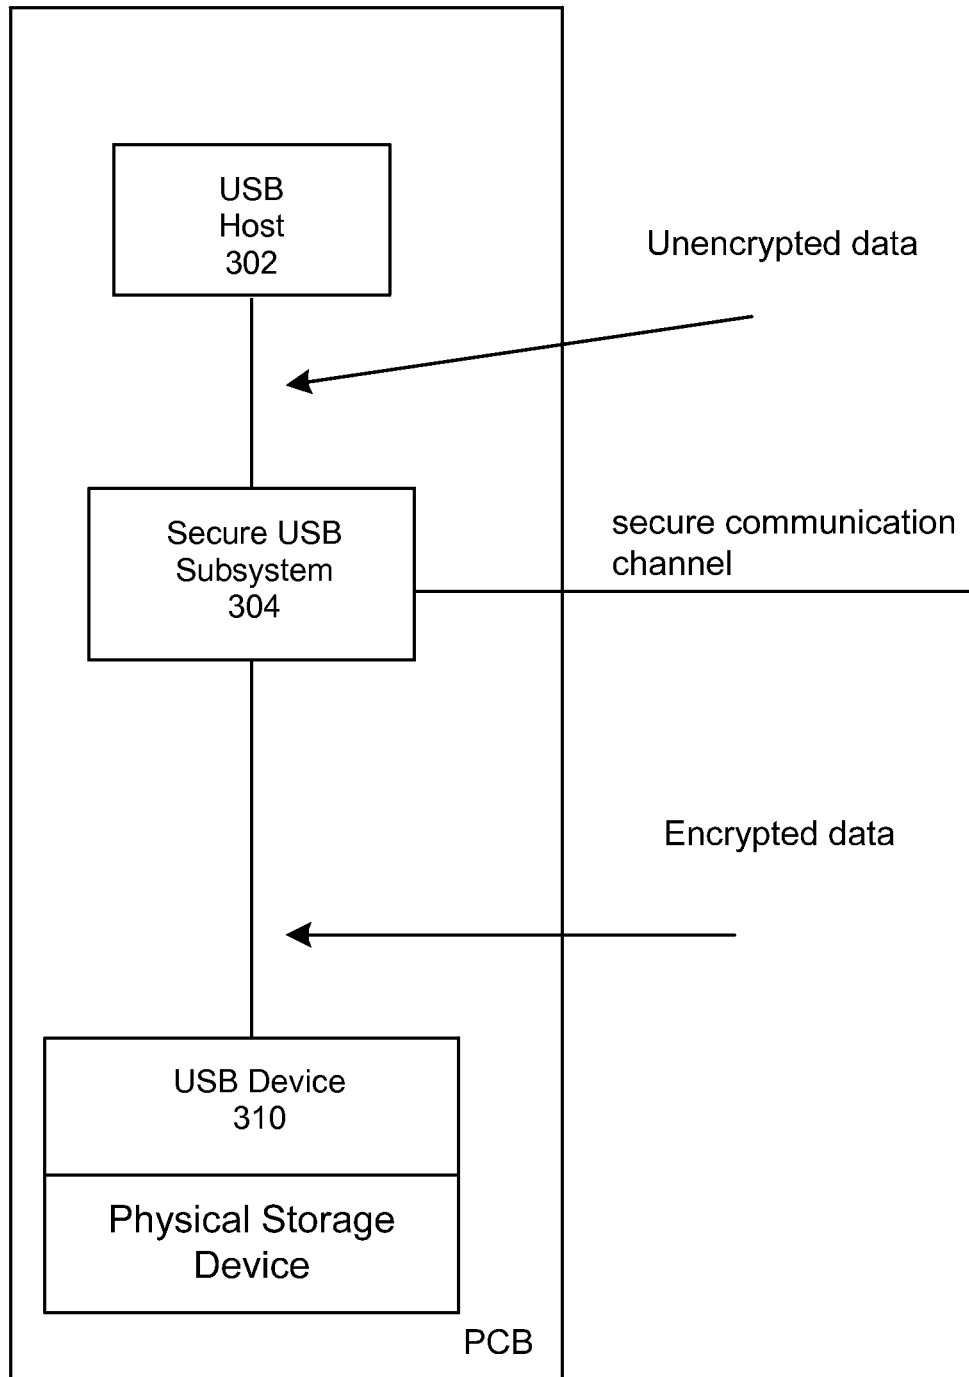 USB
Host
302
Unencrypted data
Secure USB
Subsystem
304
secure communication
channel
Encrypted data
USB Device
310
Physical Storage
Device
PCB